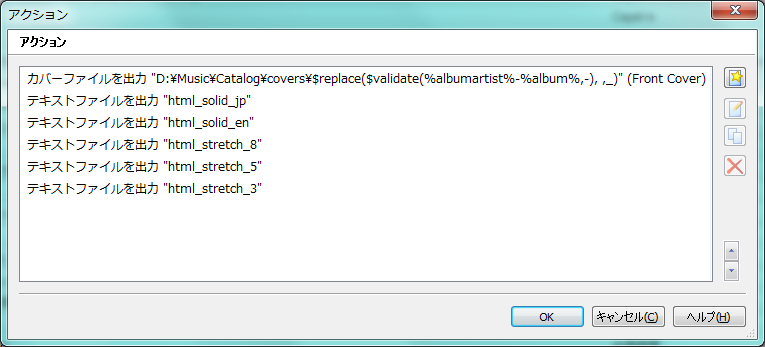 アクション
アクション
カバーファイルを出力 "D:¥Music¥Catalog¥covers¥$replace($validate(%albumartist%-%album%,-), ,_)" (Front Cover)
テキストファイルを出力 "html_solid_jp"
テキストファイルを出力 "html_solid_en"
テキストファイルを出力 "html_stretch_8"
テキストファイルを出力 "html_stretch_5"
テキストファイルを出力 "html_stretch_3"
OK キャンセル(C) ヘルプ(H)